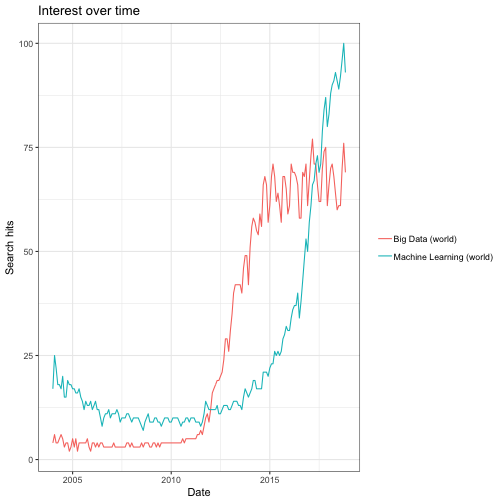 Interest over time
100
75
50
25
0
Search hits
2005
2010
2015
Date
Big Data (world)
Machine Learning (world)